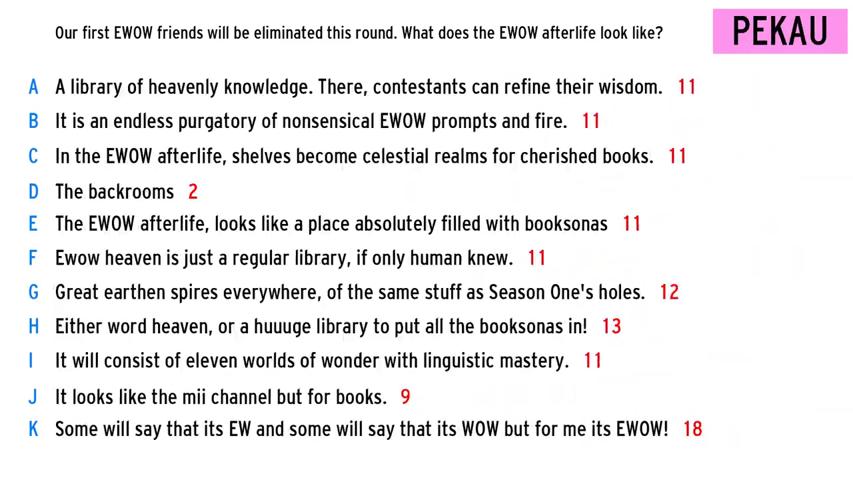 Our first EWOW friends will be eliminated this round. What does the EWOW afterlife look like?
PEKAU
A A library of heavenly knowledge. There, contestants can refine their wisdom. 11
B It is an endless purgatory of nonsensical EWOW prompts and fire. 11
C In the EWOW afterlife, shelves become celestial realms for cherished books. 11
D The backrooms 2
E The EWOW afterlife, looks like a place absolutely filled with booksonas 11
F Ewow heaven is just a regular library, if only human knew. 11
G Great earthen spires everywhere, of the same stuff as Season One's holes. 12
H Either word heaven, or a huuuge library to put all the booksonas in! 13
I It will consist of eleven worlds of wonder with linguistic mastery. 11
J It looks like the mii channel but for books. 9
K Some will say that its EW and some will say that its WOW but for me its EWOW! 18